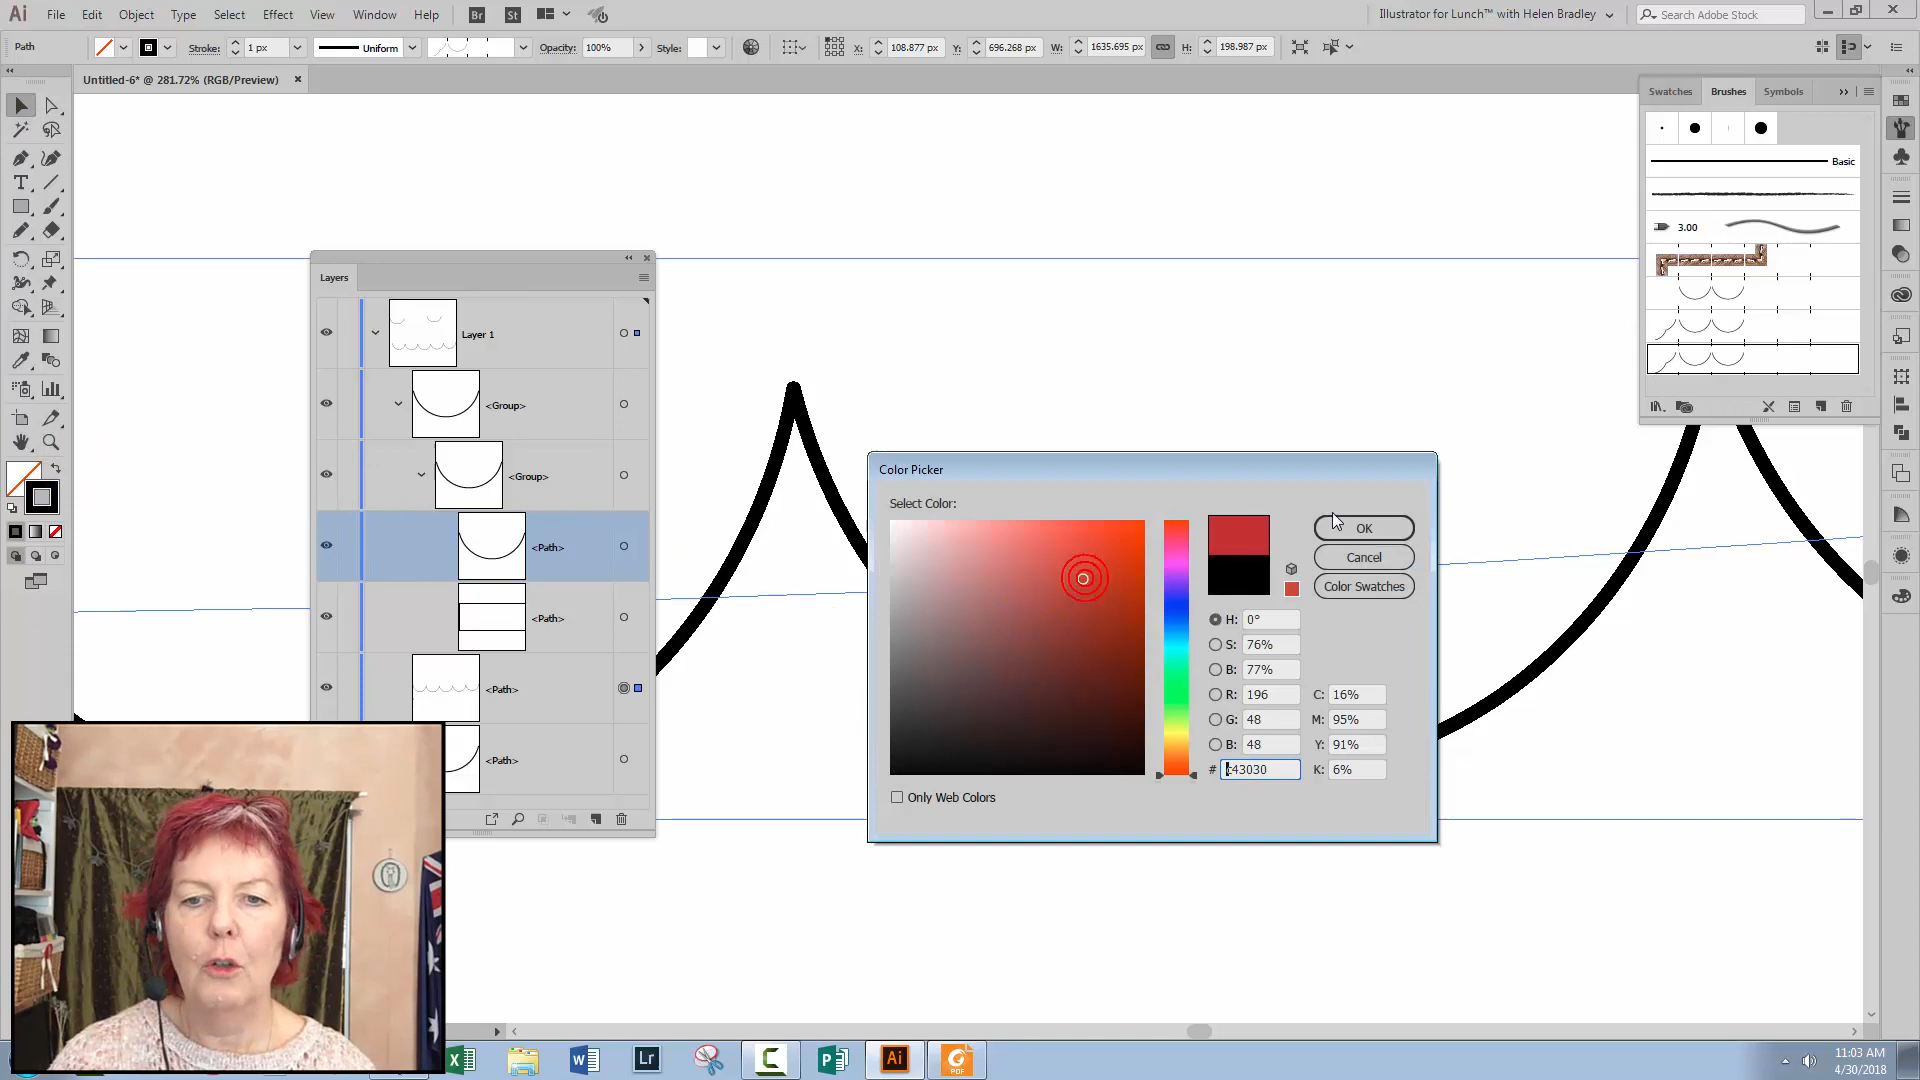 Ai File Edit Object Type Select Effect View Window Help Br St Illustrator for Lunch™ with Helen Bradley Search Adobe Stock
Path Stroke: 1 px Uniform Opacity: 100% Style: X: 108.877 px Y: 696.268 px W: 1635.695 px H: 198.987 px
Untitled-6* @ 281.72% (RGB/Preview)
Swatches Brushes Symbols
Basic
3.00
Layers
Layer 1
<Group>
<Group>
<Path>
<Path>
<Path>
<Path>
Color Picker
Select Color:
OK
Cancel
Color Swatches
H: 0°
S: 76%
B: 77%
R: 196 C: 16%
G: 48 M: 95%
B: 48 Y: 91%
# c43030 K: 6%
Only Web Colors
Lr Ai PDF
11:03 AM
4/30/2018